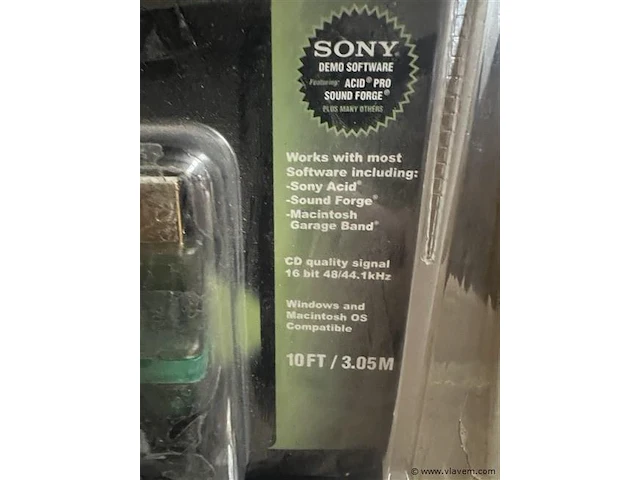 SONY®
DEMO SOFTWARE
Featuring: ACID® PRO
SOUND FORGE®
PLUS MANY OTHERS
Works with most
Software including:
-Sony Acid®
-Sound Forge®
-Macintosh
Garage Band®
CD quality signal
16 bit 48/44.1kHz
Windows and
Macintosh OS
Compatible
10FT / 3.05M
© www.vlavem.com